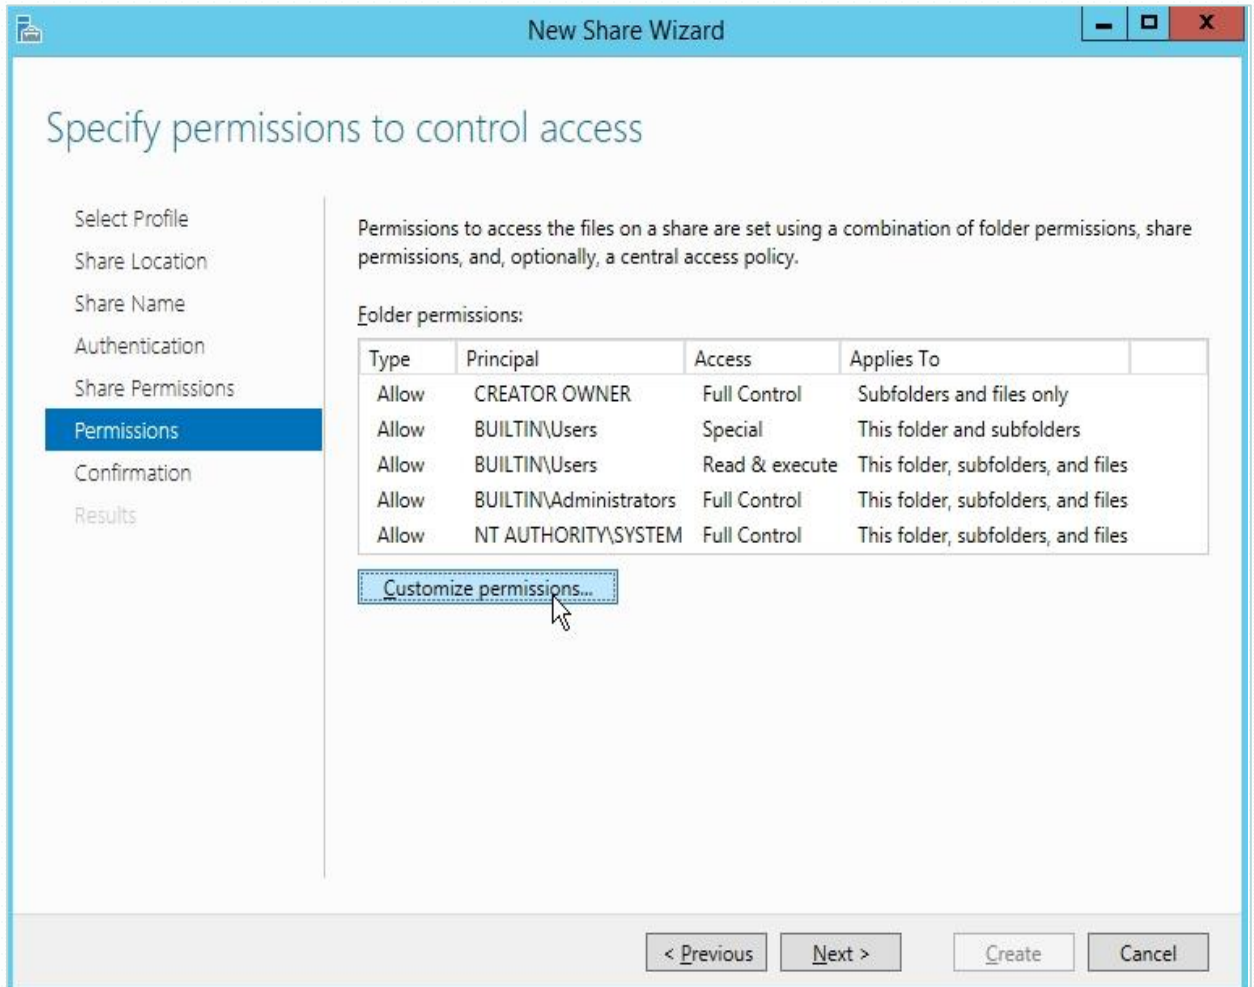 New Share Wizard
Specify permissions to control access
Select Profile
Share Location
Share Name
Authentication
Share Permissions
Permissions
Confirmation
Results
Permissions to access the files on a share are set using a combination of folder permissions, share
permissions, and, optionally, a central access policy.
Folder permissions:
Type Principal Access Applies To
Allow CREATOR OWNER Full Control Subfolders and files only
Allow BUILTIN\Users Special This folder and subfolders
Allow BUILTIN\Users Read & execute This folder, subfolders, and files
Allow BUILTIN\Administrators Full Control This folder, subfolders, and files
Allow NT AUTHORITY\SYSTEM Full Control This folder, subfolders, and files
Customize permissions...
< Previous Next > Create Cancel